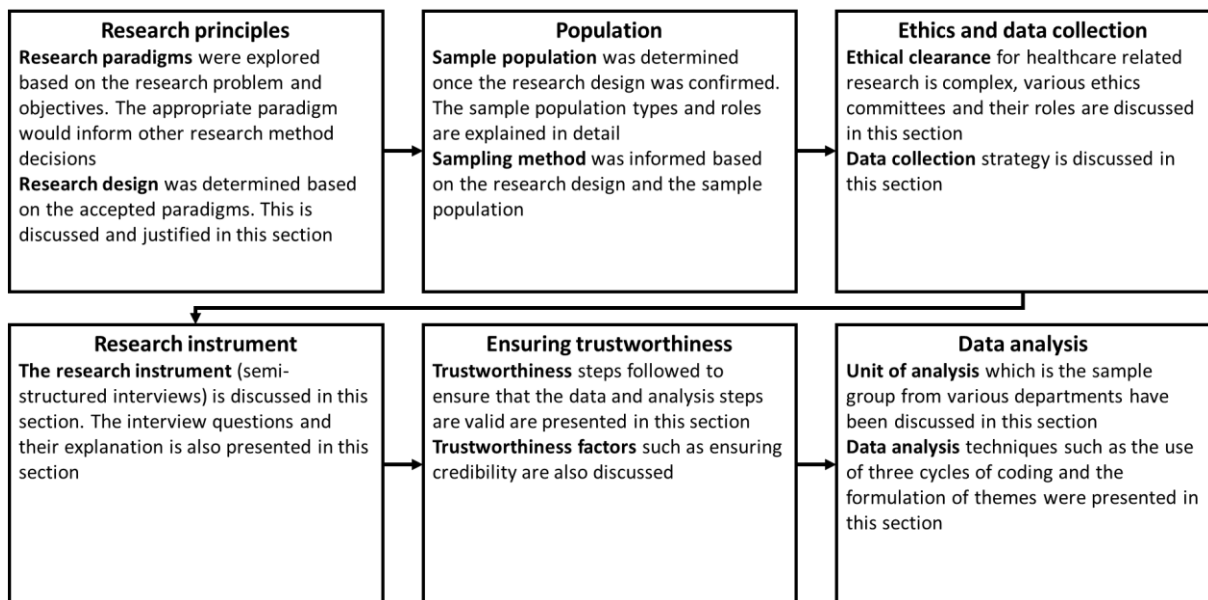 Research principles
Research paradigms were explored
based on the research problem and
objectives. The appropriate paradigm
would inform other research method
decisions
Research design was determined based
on the accepted paradigms. This is
discussed and justified in this section
Population
Sample population was determined
once the research design was confirmed.
The sample population types and roles
are explained in detail
Sampling method was informed based
on the research design and the sample
population
Ethics and data collection
Ethical clearance for healthcare related
research is complex, various ethics
committees and their roles are discussed
in this section
Data collection strategy is discussed in
this section
Research instrument
The research instrument (semi-
structured interviews) is discussed in this
section. The interview questions and
their explanation is also presented in this
section
Ensuring trustworthiness
Trustworthiness steps followed to
ensure that the data and analysis steps
are valid are presented in this section
Trustworthiness factors such as ensuring
credibility are also discussed
Data analysis
Unit of analysis which is the sample
group from various departments have
been discussed in this section
Data analysis techniques such as the use
of three cycles of coding and the
formulation of themes were presented in
this section